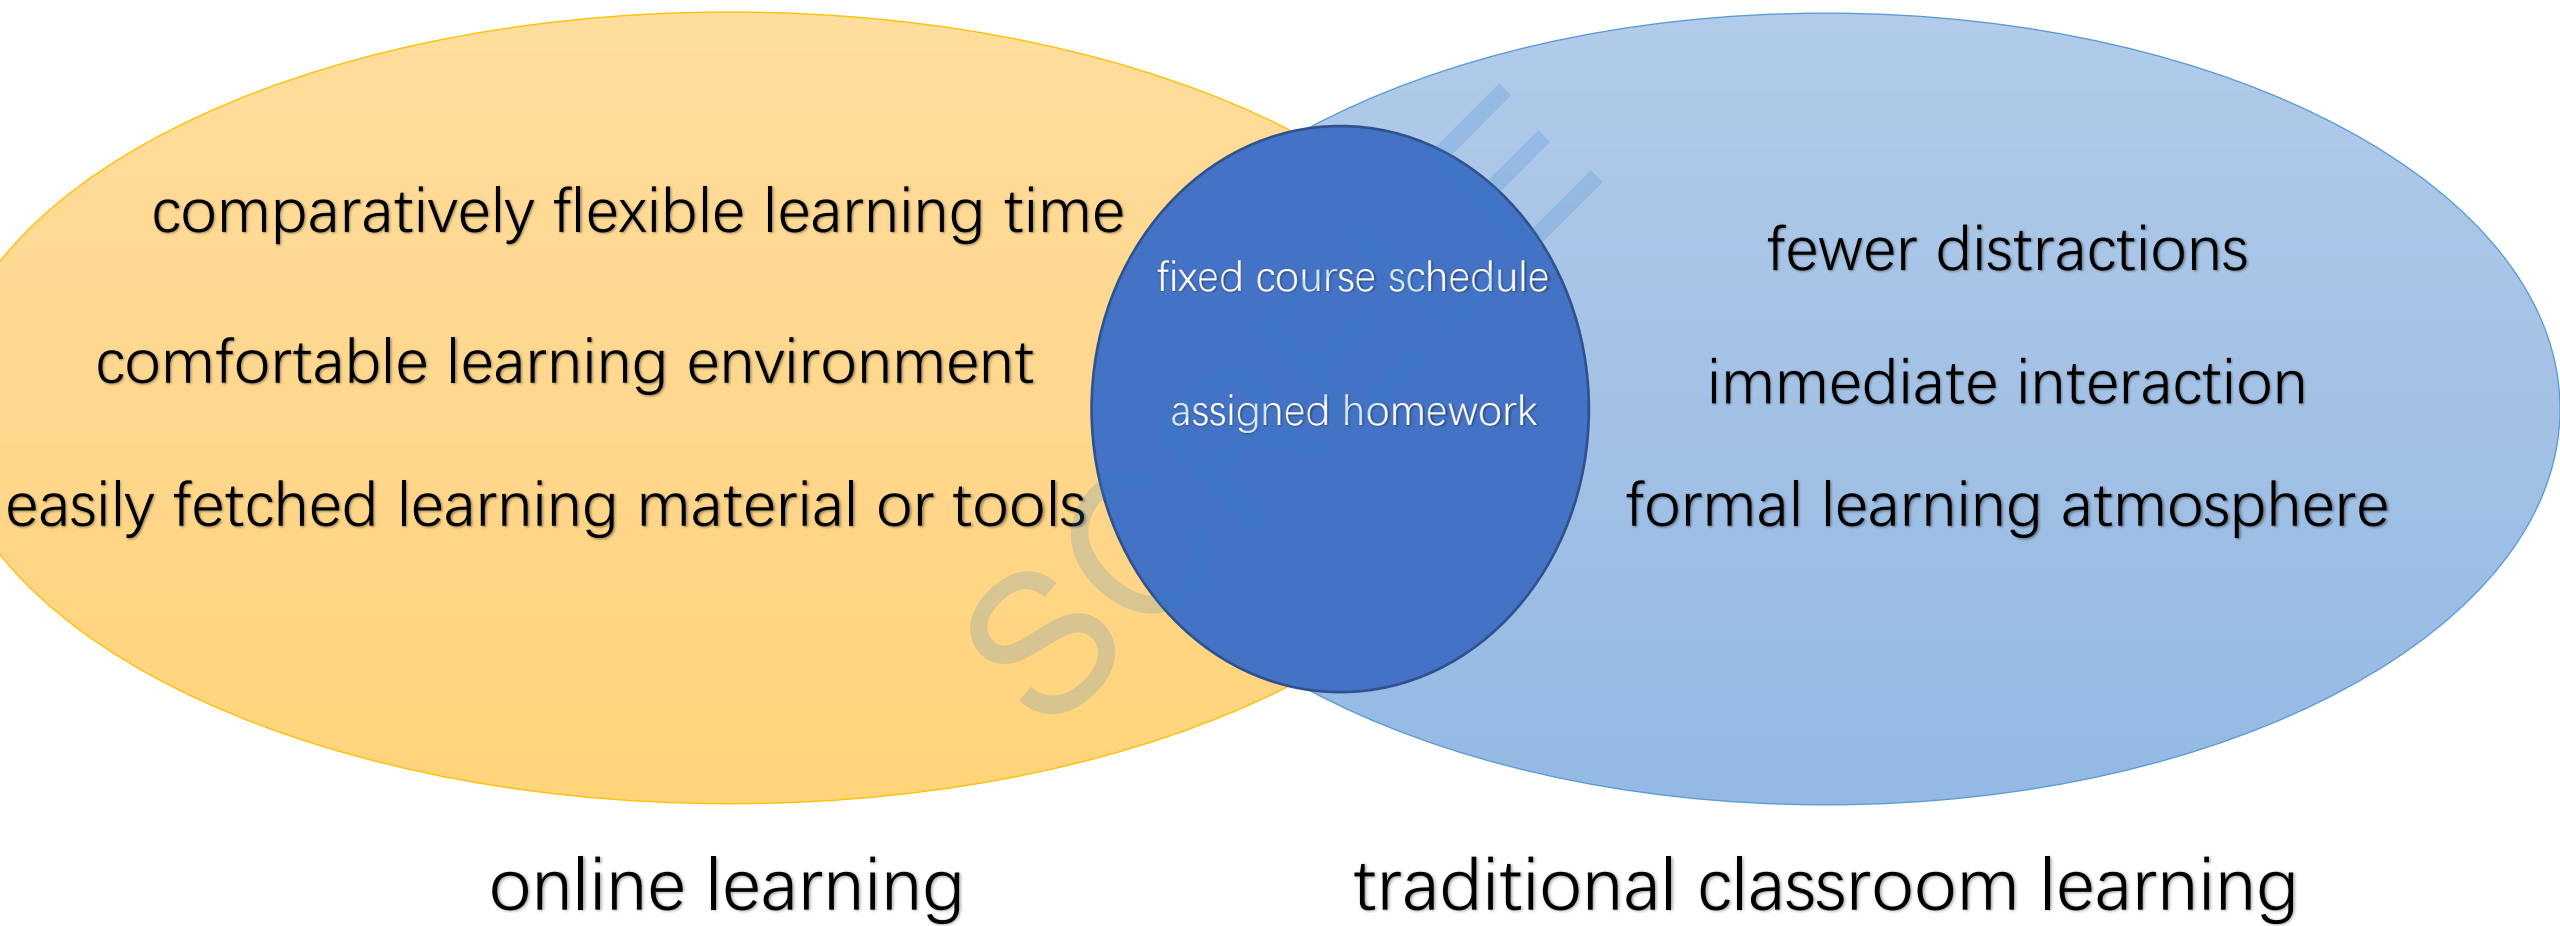 comparatively flexible learning time
comfortable learning environment
easily fetched learning material or tools
fixed course schedule
assigned homework
fewer distractions
immediate interaction
formal learning atmosphere
online learning
traditional classroom learning